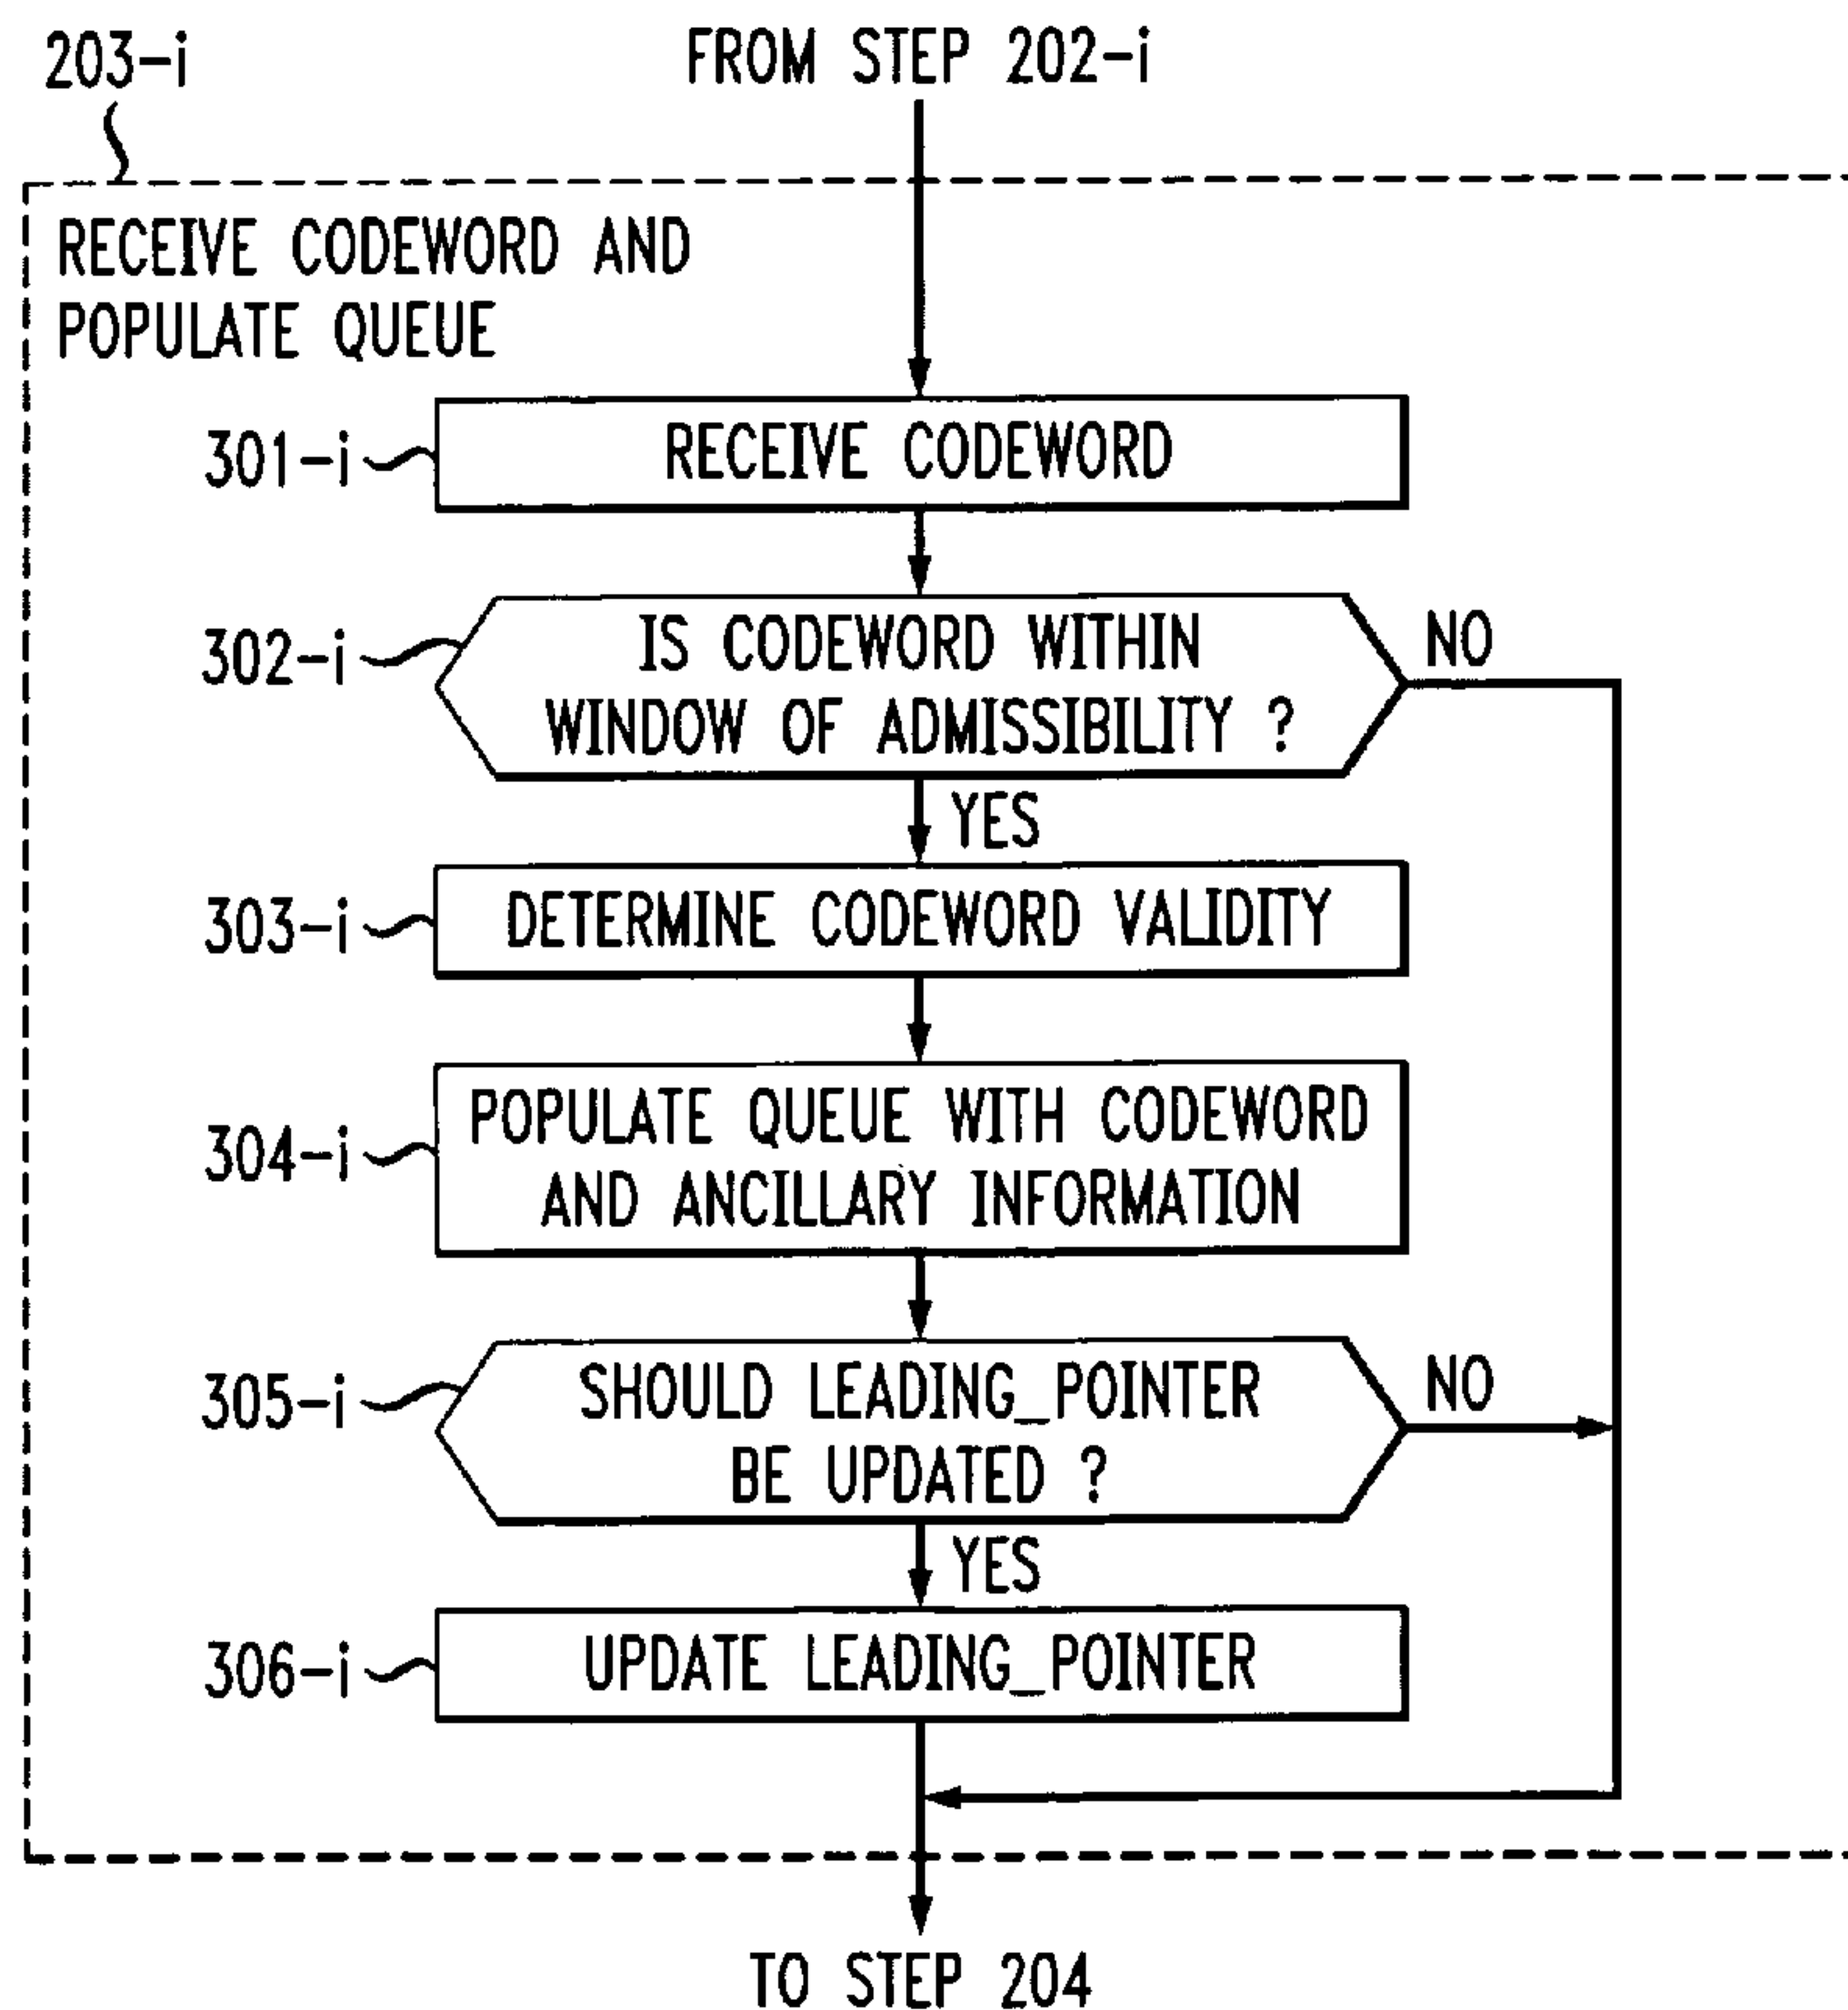 203-i
FROM STEP 202-i
RECEIVE CODEWORD AND
POPULATE QUEUE
301-i
RECEIVE CODEWORD
302-i
IS CODEWORD WITHIN
WINDOW OF ADMISSIBILITY ?
NO
YES
303-i
DETERMINE CODEWORD VALIDITY
304-i
POPULATE QUEUE WITH CODEWORD
AND ANCILLARY INFORMATION
305-i
SHOULD LEADING_POINTER
BE UPDATED ?
NO
YES
306-i
UPDATE LEADING_POINTER
TO STEP 204